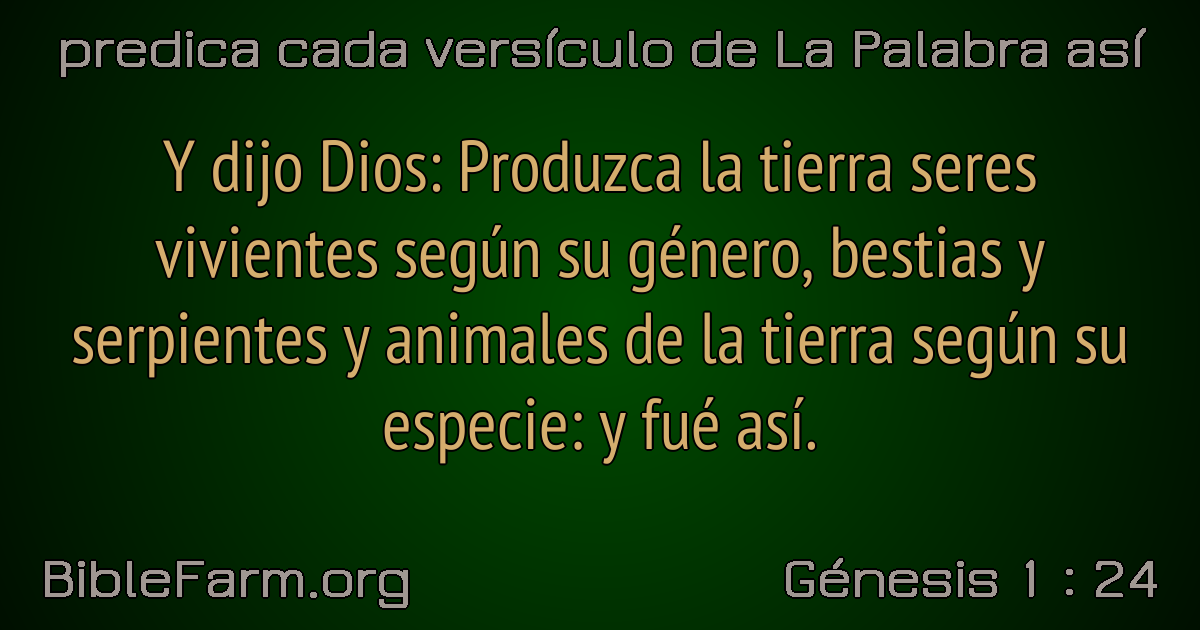 predica cada versículo de La Palabra así
Y dijo Dios: Produzca la tierra seres
vivientes según su género, bestias y
serpientes y animales de la tierra según su
especie: y fué así.
BibleFarm.org
Génesis 1 : 24